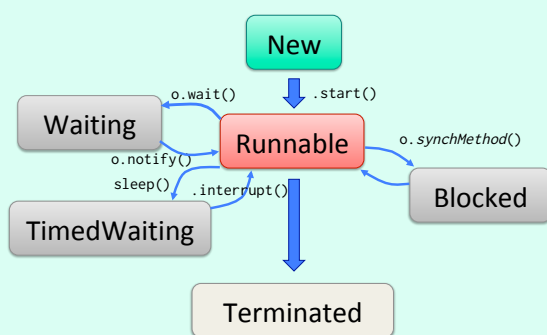 New
o.wait()
.start()
Waiting
Runnable
o.synchMethod()
o.notify()
sleep()
.interrupt()
Blocked
TimedWaiting
Terminated